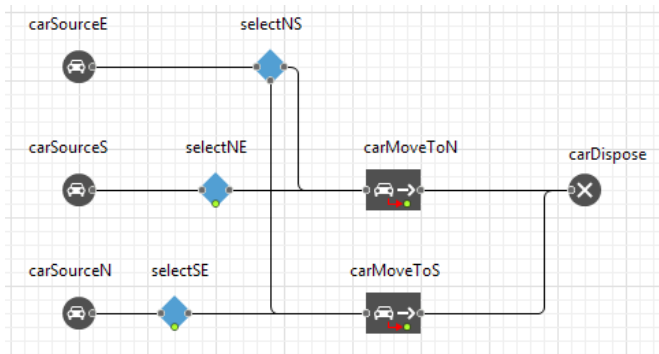 carSourceE
selectNS
carSourceS
selectNE
carMoveToN
carDispose
carSourceN
selectSE
carMoveToS